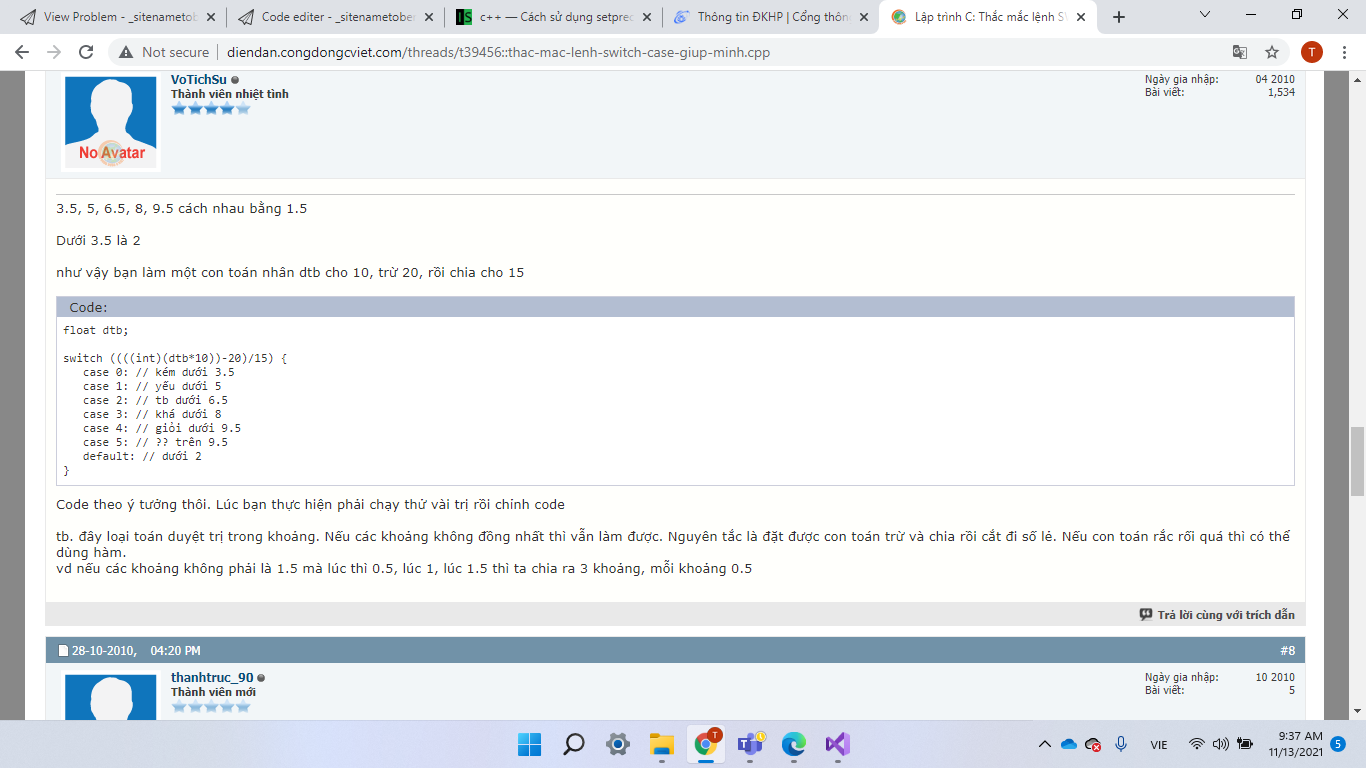 View Problem - _sitenametob
Code editer - _sitenametober
c++ — Cách sử dụng setprec
Thông tin ĐKHP | Cổng thôn
Lập trình C: Thắc mắc lệnh S
Not secure
diendan.congdongcviet.com/threads/t39456::thac-mac-lenh-switch-case-giup-minh.cpp
T
VoTichSu
Thành viên nhiệt tình
Ngày gia nhập: 04 2010
Bài viết: 1,534
No Avatar
3.5, 5, 6.5, 8, 9.5 cách nhau bằng 1.5
Dưới 3.5 là 2
như vậy bạn làm một con toán nhân dtb cho 10, trừ 20, rồi chia cho 15
Code:
float dtb;
switch ((((int)(dtb*10))-20)/15) {
case 0: // kém dưới 3.5
case 1: // yếu dưới 5
case 2: // tb dưới 6.5
case 3: // khá dưới 8
case 4: // giỏi dưới 9.5
case 5: // ?? trên 9.5
default: // dưới 2
}
Code theo ý tưởng thôi. Lúc bạn thực hiện phải chạy thử vài trị rồi chỉnh code
tb. đây loại toán duyệt trị trong khoảng. Nếu các khoảng không đồng nhất thì vẫn làm được. Nguyên tắc là đặt được con toán trừ và chia rồi cắt đi số lẻ. Nếu con toán rắc rối quá thì có thể
dùng hàm.
vd nếu các khoảng không phải là 1.5 mà lúc thì 0.5, lúc 1, lúc 1.5 thì ta chia ra 3 khoảng, mỗi khoảng 0.5
Trả lời cùng với trích dẫn
28-10-2010, 04:20 PM
#8
thanhtruc_90
Thành viên mới
Ngày gia nhập: 10 2010
Bài viết: 5
VIE
9:37 AM
11/13/2021
5